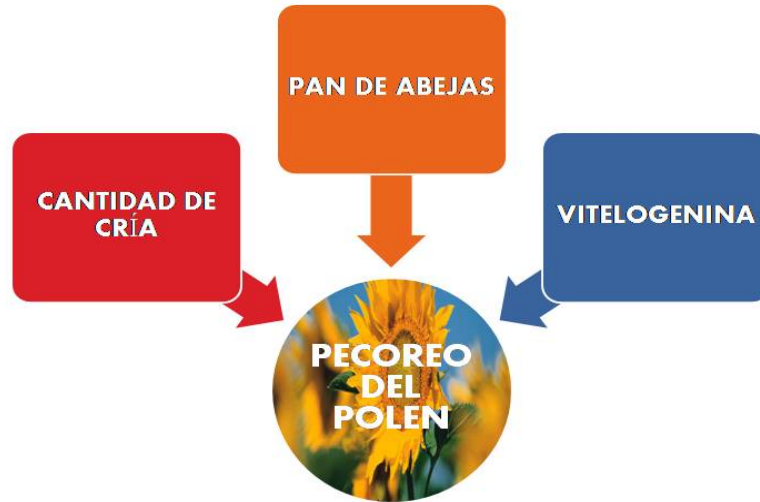 PAN DE ABEJAS
CANTIDAD DE
CRÍA
VITELOGENINA
PECOREO
DEL
POLEN